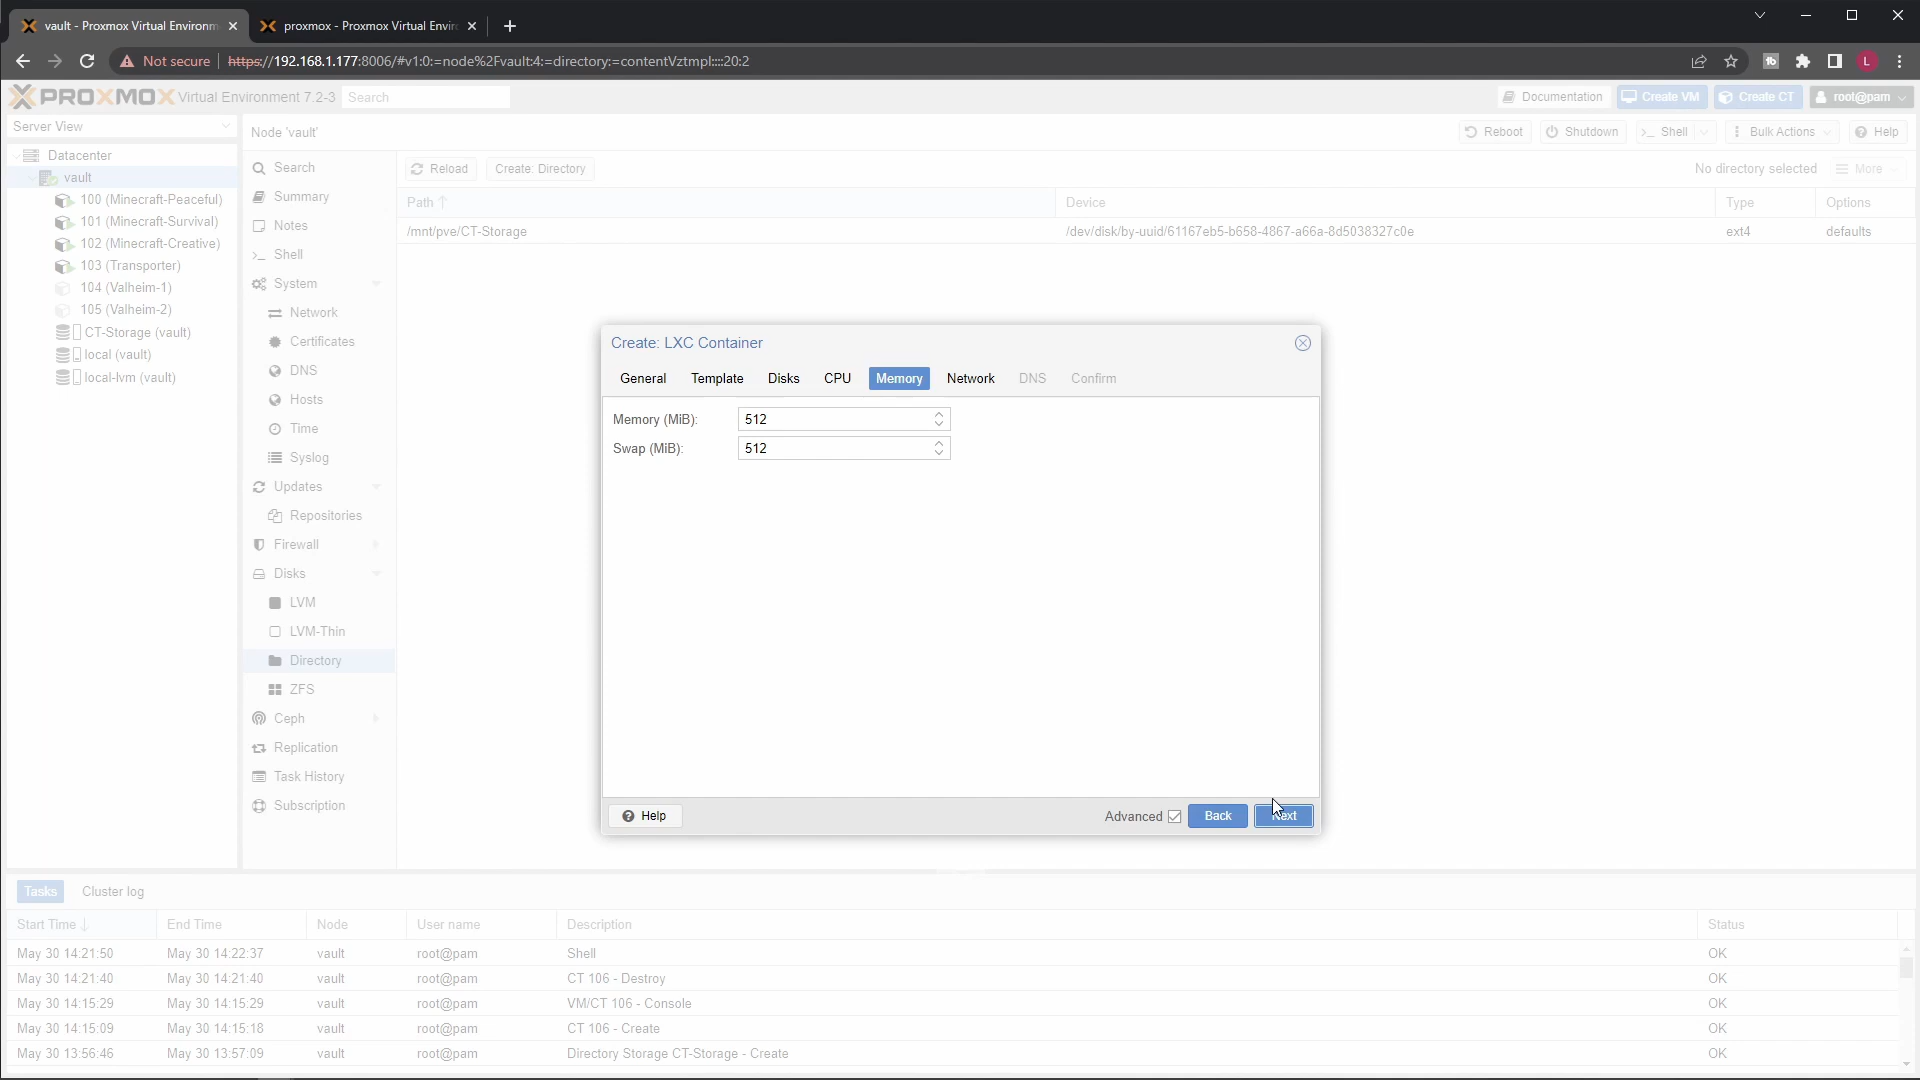 vault - Proxmox Virtual Environm
proxmox - Proxmox Virtual Enviro
Not secure
https://192.168.1.177:8006/#v1:0:=node%2Fvault:4:=directory:=contentVztmpl::::20:2
L
PROXMOX Virtual Environment 7.2-3
Search
Documentation
Create VM
Create CT
root@pam
Server View
Node 'vault'
Reboot
Shutdown
Shell
Bulk Actions
Help
Datacenter
vault
100 (Minecraft-Peaceful)
101 (Minecraft-Survival)
102 (Minecraft-Creative)
103 (Transporter)
104 (Valheim-1)
105 (Valheim-2)
CT-Storage (vault)
local (vault)
local-lvm (vault)
Search
Summary
Notes
Shell
System
Network
Certificates
DNS
Hosts
Time
Syslog
Updates
Repositories
Firewall
Disks
LVM
LVM-Thin
Directory
ZFS
Ceph
Replication
Task History
Subscription
Reload
Create: Directory
No directory selected
More
Path
Device
Type
Options
/mnt/pve/CT-Storage
/dev/disk/by-uuid/61167eb5-b658-4867-a66a-8d5038327c0e
ext4
defaults
Create: LXC Container
General
Template
Disks
CPU
Memory
Network
DNS
Confirm
Memory (MiB):
512
Swap (MiB):
512
Help
Advanced
Back
Next
Tasks
Cluster log
Start Time
End Time
Node
User name
Description
Status
May 30 14:21:50 May 30 14:22:37 vault root@pam Shell OK
May 30 14:21:40 May 30 14:21:40 vault root@pam CT 106 - Destroy OK
May 30 14:15:29 May 30 14:15:29 vault root@pam VM/CT 106 - Console OK
May 30 14:15:09 May 30 14:15:18 vault root@pam CT 106 - Create OK
May 30 13:56:46 May 30 13:57:09 vault root@pam Directory Storage CT-Storage - Create OK